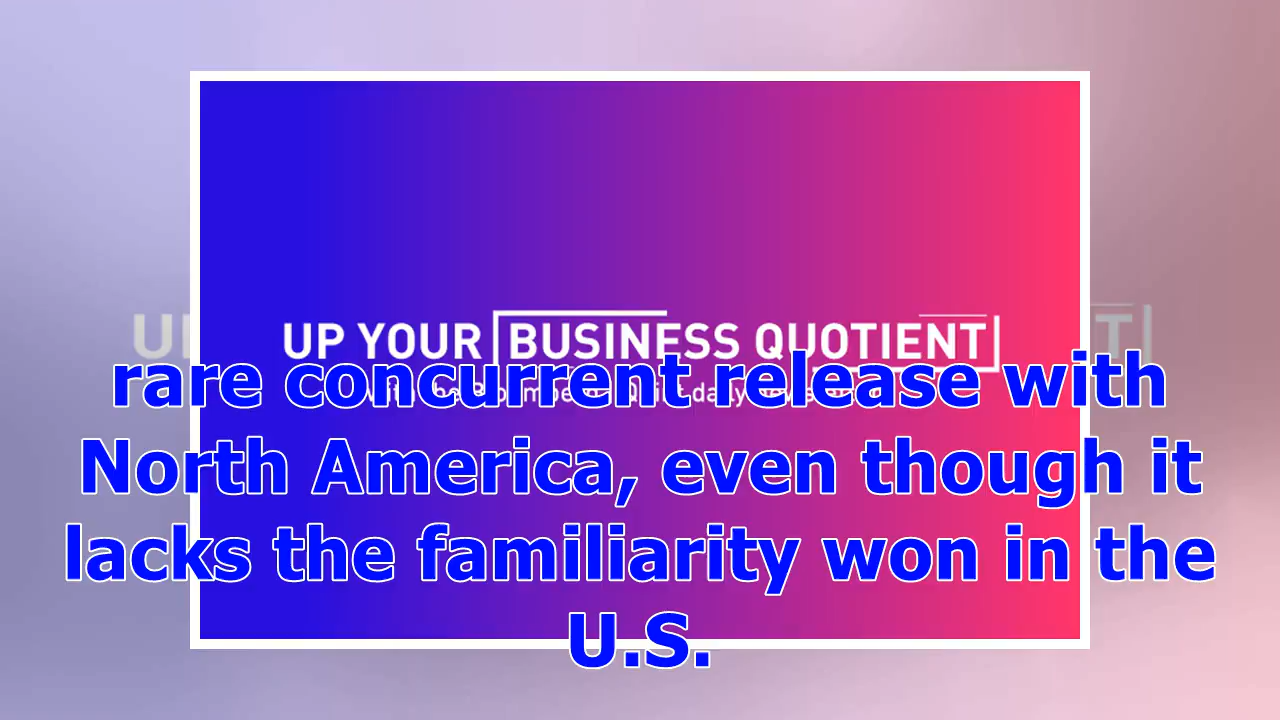 UP YOUR BUSINESS QUOTIENT
rare concurrent release with
North America, even though it
lacks the familiarity won in the
U.S.